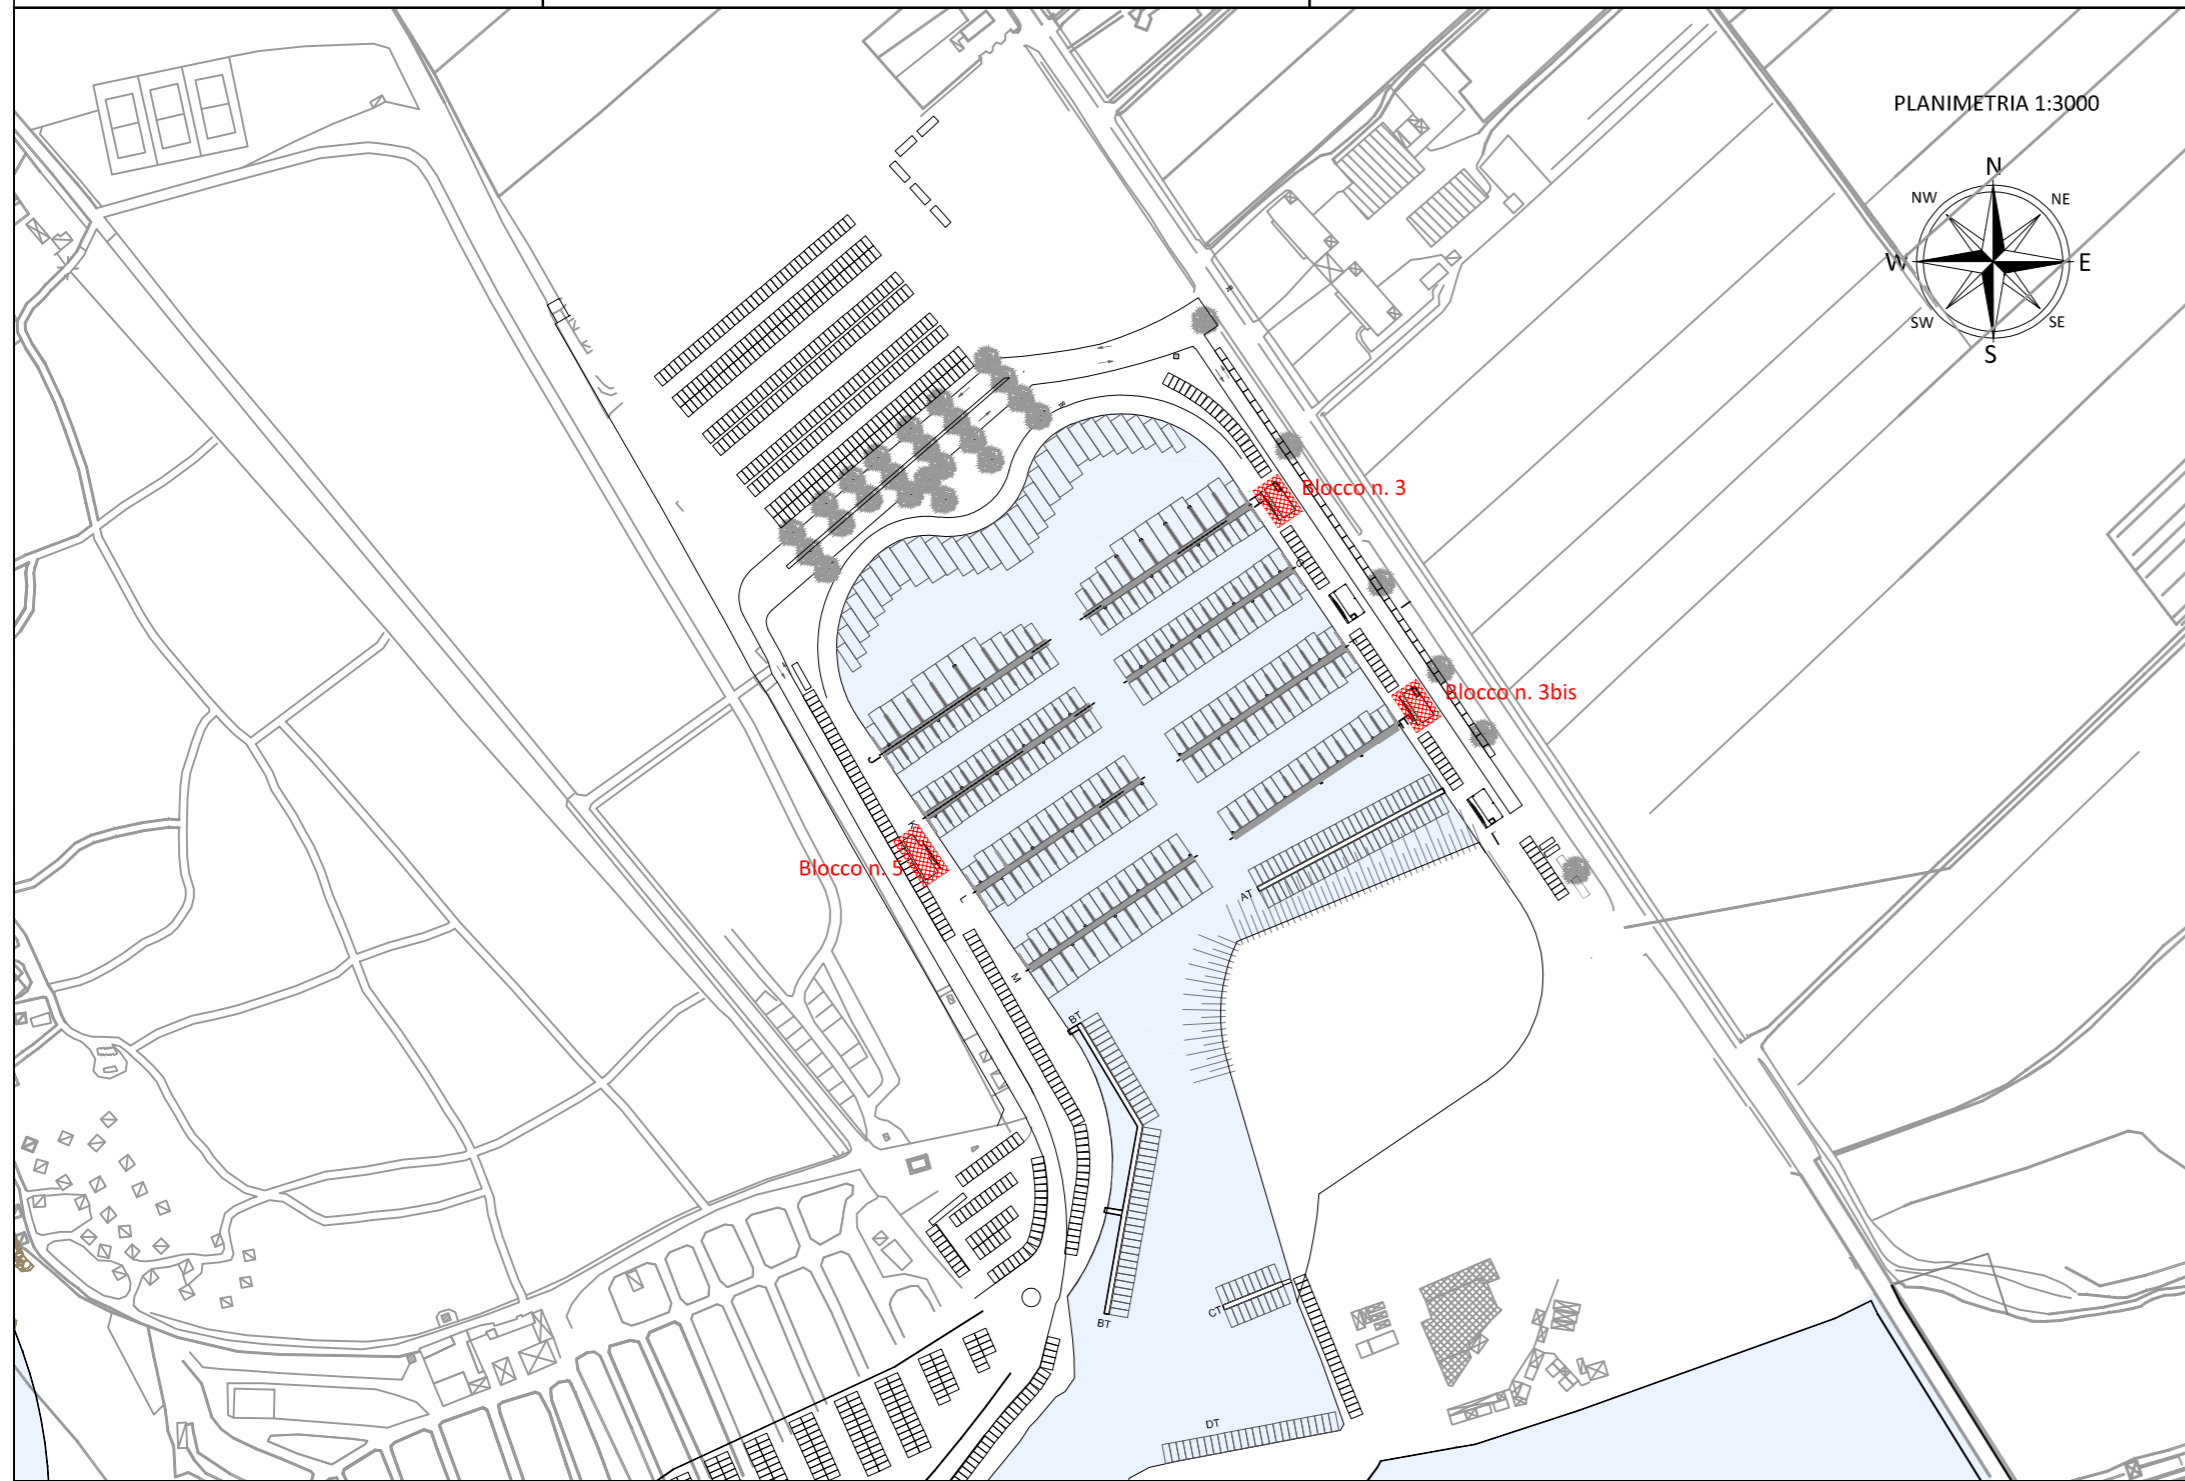 PLANIMETRIA 1:3000
N
NW
NE
W
E
SW
SE
S
Blocco n. 3
G
Blocco n. 3bis
F
J
K
Blocco n. 5
L
AT
M
BT
CT
BT
DT